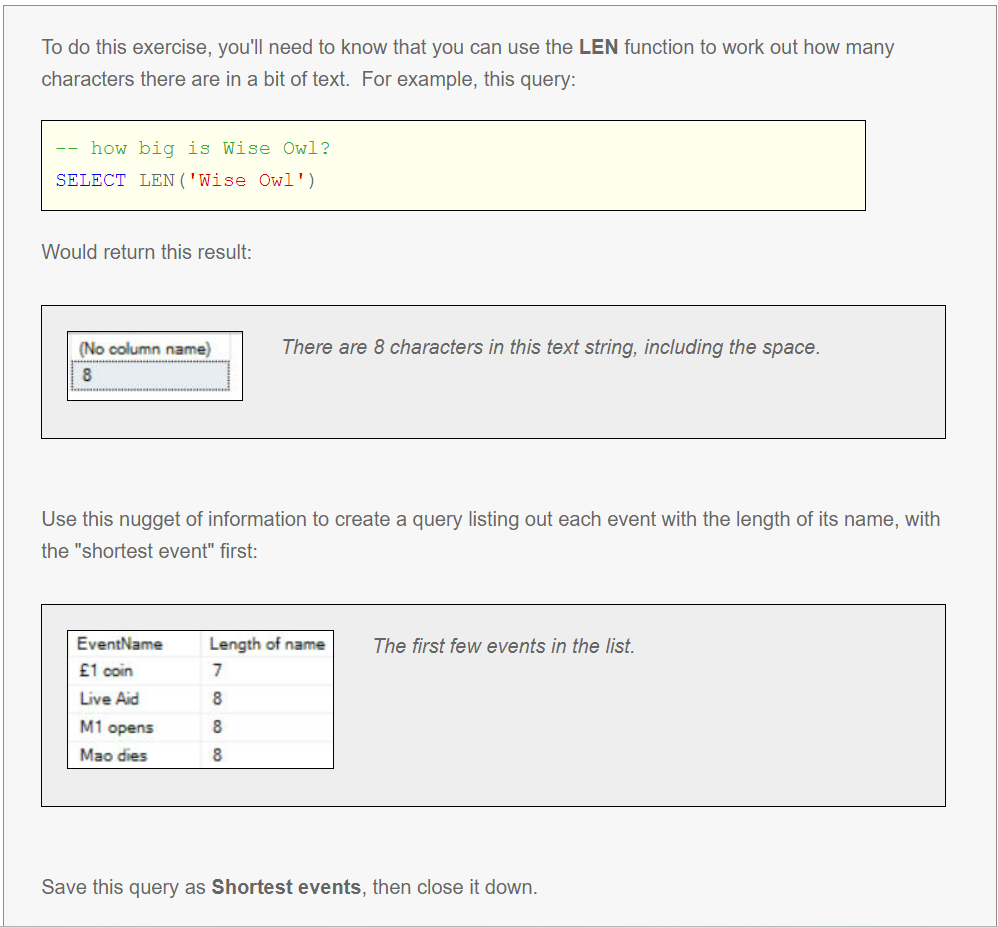 To do this exercise, you'll need to know that you can use the LEN function to work out how many
characters there are in a bit of text.  For example, this query:
-- how big is Wise Owl?
SELECT LEN('Wise Owl')
Would return this result:
(No column name)
8
There are 8 characters in this text string, including the space.
Use this nugget of information to create a query listing out each event with the length of its name, with
the "shortest event" first:
EventName Length of name
£1 coin 7
Live Aid 8
M1 opens 8
Mao dies 8
The first few events in the list.
Save this query as Shortest events, then close it down.